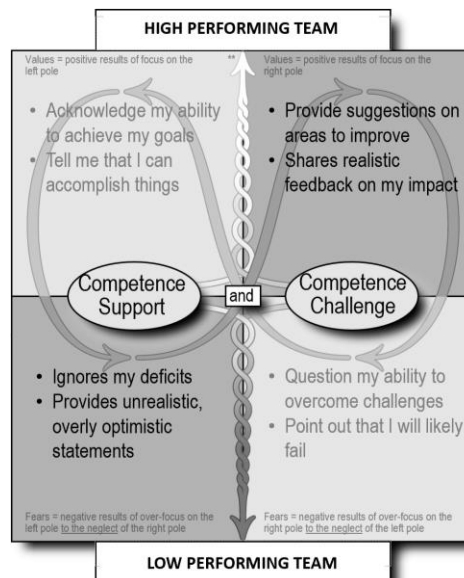 HIGH PERFORMING TEAM
Values = positive results of focus on the
left pole
**
Values = positive results of focus on the
right pole
• Acknowledge my ability
to achieve my goals
• Tell me that I can
accomplish things
• Provide suggestions on
areas to improve
• Shares realistic
feedback on my impact
Competence
Support
and
Competence
Challenge
• Ignores my deficits
• Provides unrealistic,
overly optimistic
statements
• Question my ability to
overcome challenges
• Point out that I will likely
fail
Fears = negative results of over-focus on the
left pole to the neglect of the right pole
Fears = negative results of over-focus on the
right pole to the neglect of the left pole
LOW PERFORMING TEAM